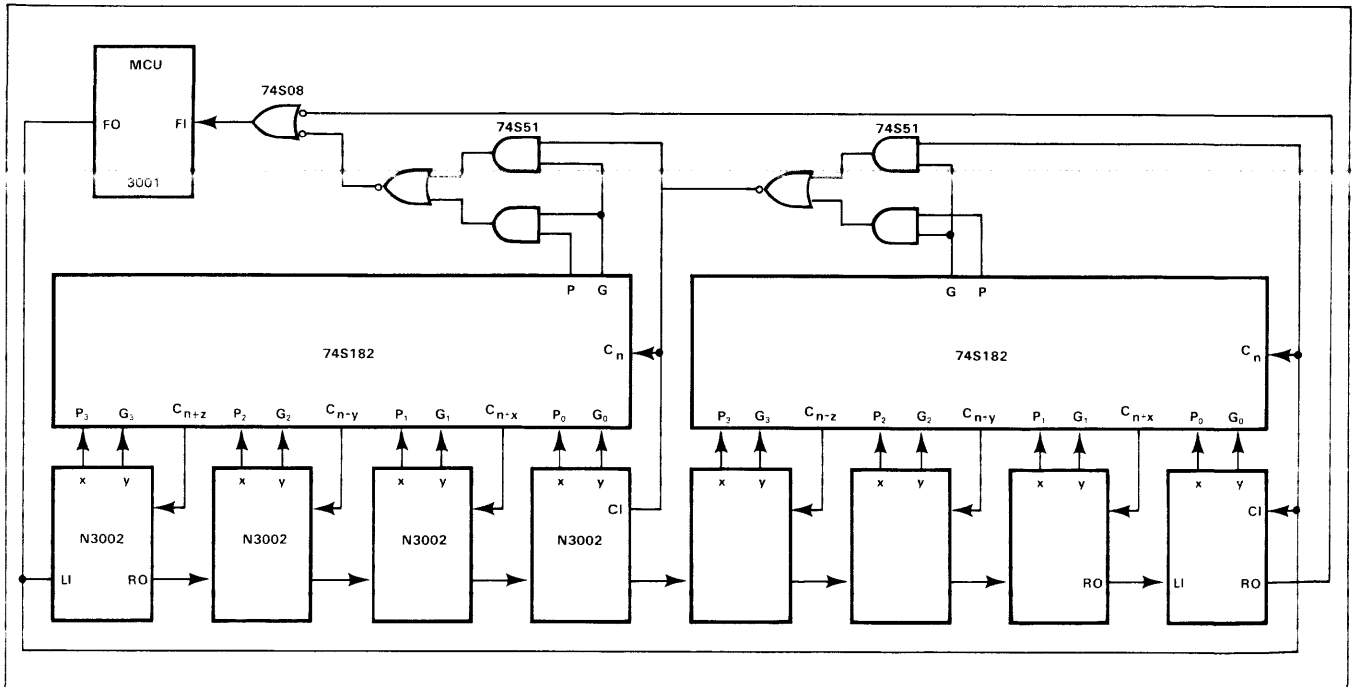 MCU
FO FI
3001
74S08
74S51
74S51
P G
74S182
Cn
P3 G3 Cn+z P2 G2 Cn-y P1 G1 Cn-x P0 G0
G P
74S182
Cn
P3 G3 Cn-z P2 G2 Cn-y P1 G1 Cn+x P0 G0
x y
N3002
LI RO
x y
N3002
x y
N3002
x y
CI
N3002
x y
x y
x y
RO
x y
CI
LI RO